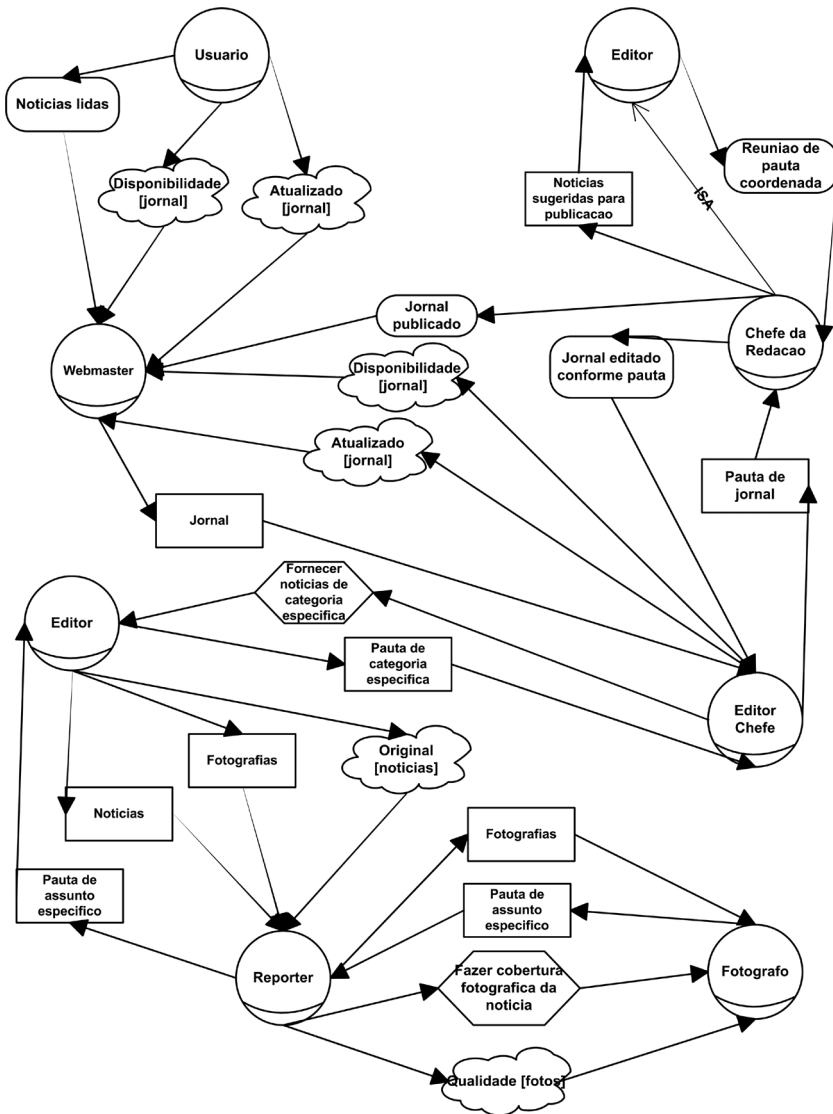 Usuario
Editor
Noticias lidas
Reuniao de
pauta
coordenada
Disponibilidade
[jornal]
Atualizado
[jornal]
Noticias
sugeridas para
publicacao
ISA
Jornal
publicado
Chefe da
Redacao
Webmaster
Disponibilidade
[jornal]
Jornal editado
conforme pauta
Atualizado
[jornal]
Pauta de
jornal
Jornal
Fornecer
noticias de
categoria
especifica
Editor
Pauta de
categoria
especifica
Editor
Chefe
Original
[noticias]
Fotografias
Noticias
Fotografias
Pauta de
assunto
especifico
Pauta de
assunto
especifico
Reporter
Fazer cobertura
fotografica da
noticia
Fotografo
Qualidade [fotos]